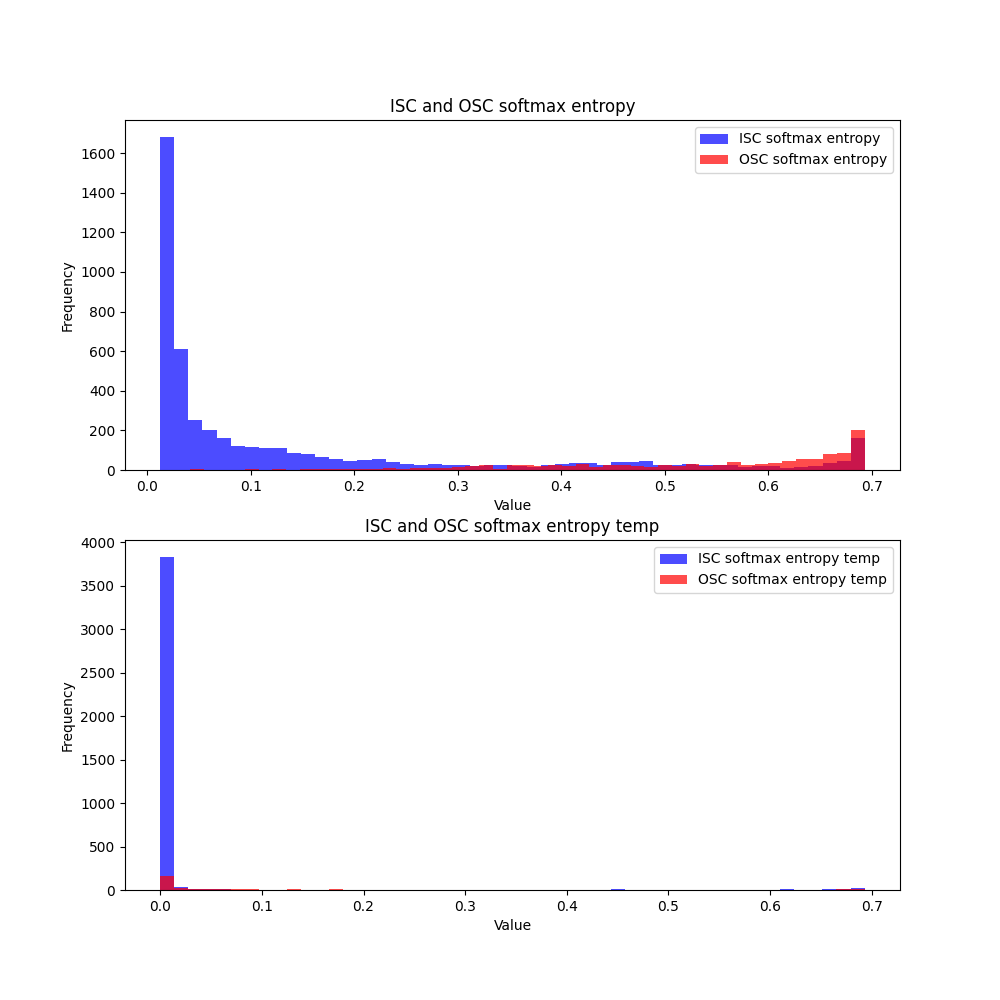 ISC and OSC softmax entropy
ISC softmax entropy
OSC softmax entropy
1600
1400
1200
1000
800
600
400
200
0
Frequency
0.0 0.1 0.2 0.3 0.4 0.5 0.6 0.7
Value
ISC and OSC softmax entropy temp
ISC softmax entropy temp
OSC softmax entropy temp
4000
3500
3000
2500
2000
1500
1000
500
0
Frequency
0.0 0.1 0.2 0.3 0.4 0.5 0.6 0.7
Value